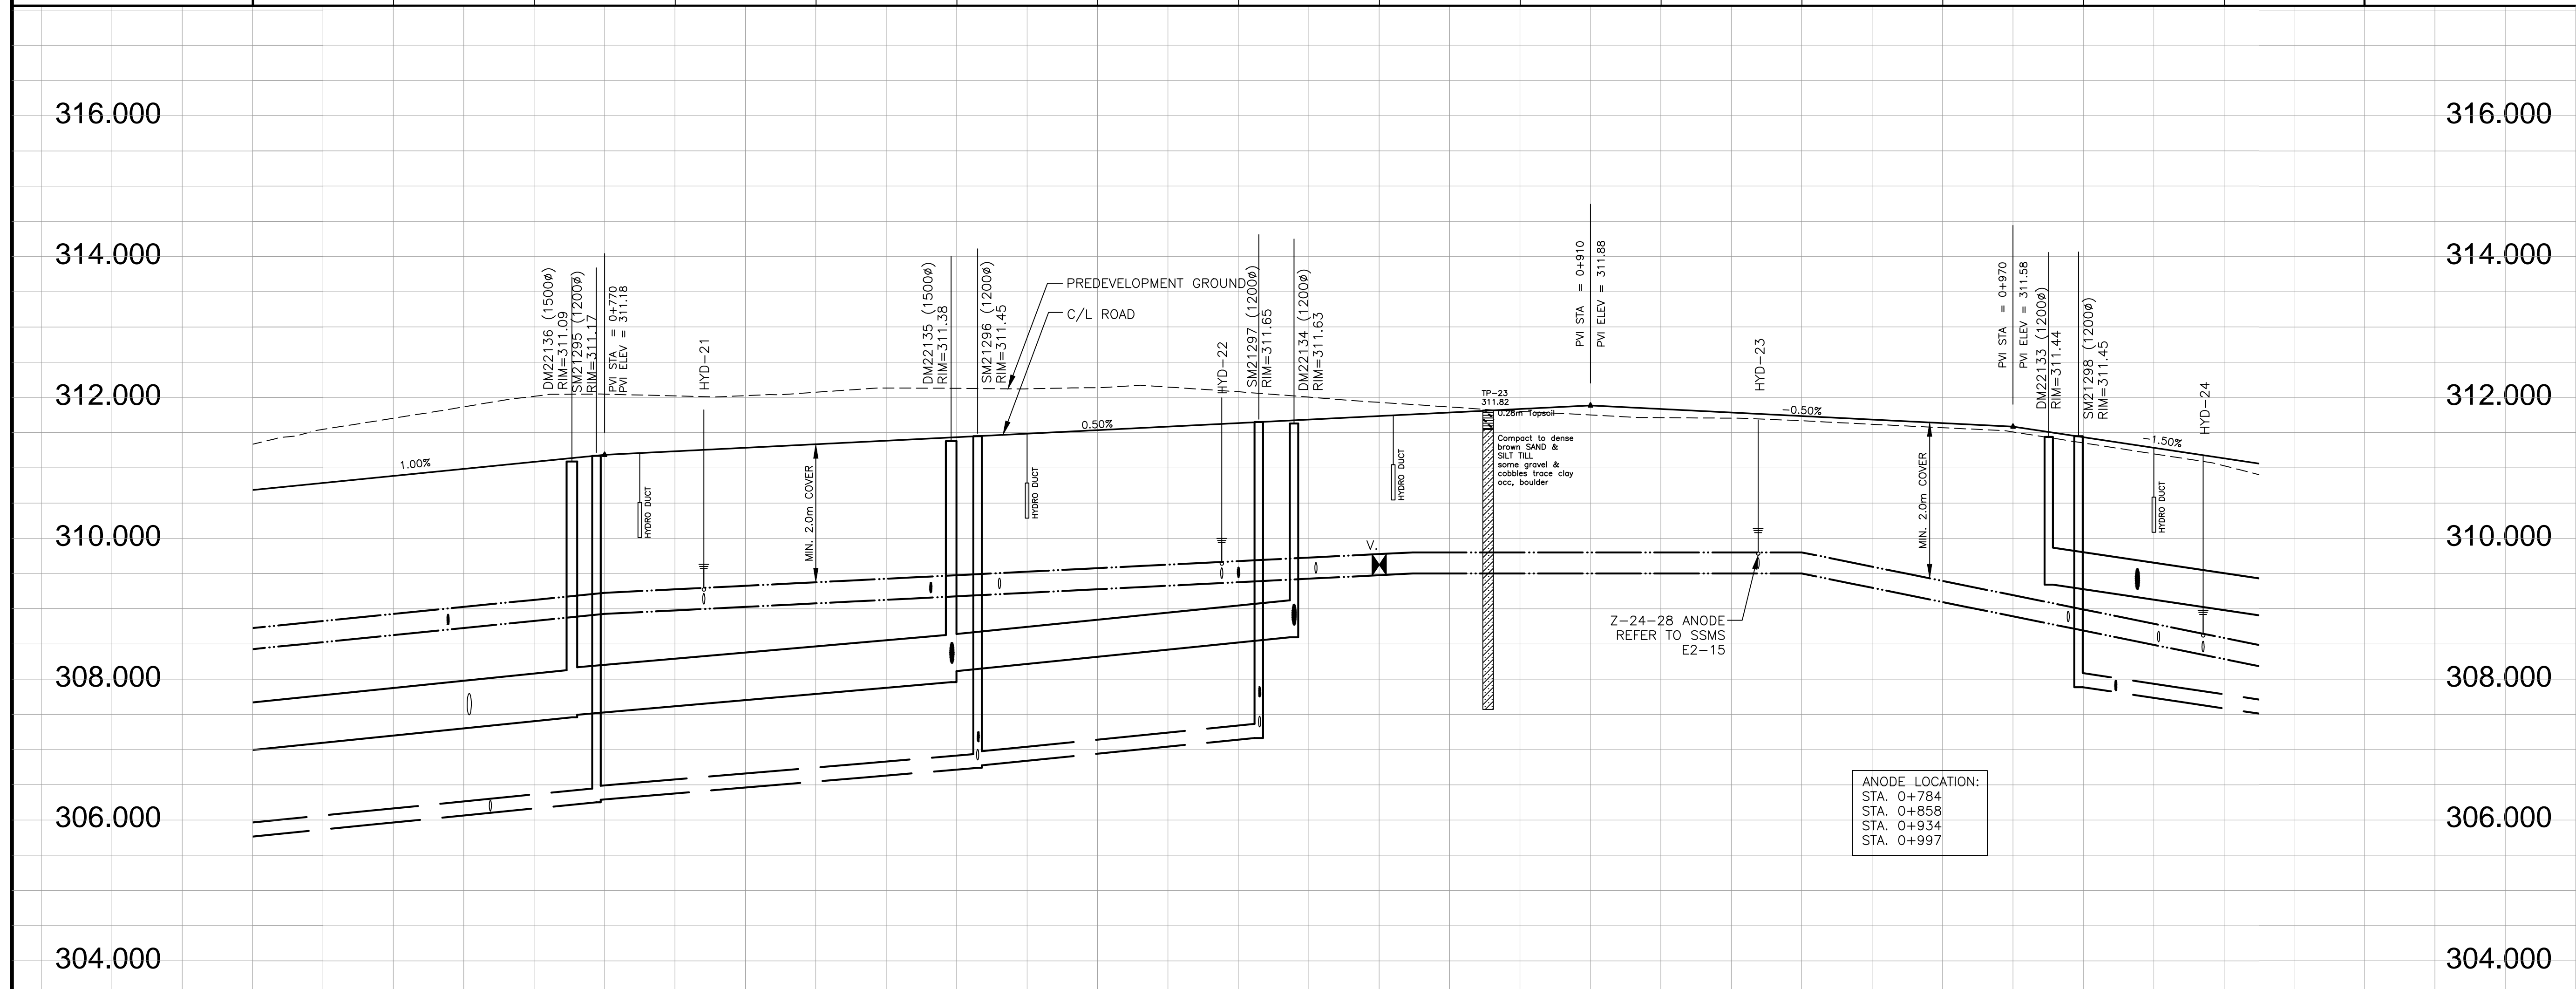 316.000
316.000
314.000
314.000
312.000
312.000
310.000
310.000
308.000
308.000
306.000
306.000
304.000
304.000
DM22136 (1500ø)
RIM=311.09
SM21295 (1200ø)
RIM=311.17
PVI STA = 0+770
PVI ELEV = 311.18
HYD-21
DM22135 (1500ø)
RIM=311.38
SM21296 (1200ø)
RIM=311.45
PREDEVELOPMENT GROUND
C/L ROAD
HYD-22
SM21297 (1200ø)
RIM=311.65
DM22134 (1200ø)
RIM=311.63
TP-23
311.82
0.28m Topsoil
Compact to dense
brown SAND &
SILT TILL
some gravel &
cobbles trace clay
occ, boulder
PVI STA = 0+910
PVI ELEV = 311.88
HYD-23
PVI STA = 0+970
PVI ELEV = 311.58
DM22133 (1200ø)
RIM=311.44
SM21298 (1200ø)
RIM=311.45
HYD-24
1.00%
0.50%
-0.50%
-1.50%
HYDRO DUCT
MIN. 2.0m COVER
HYDRO DUCT
HYDRO DUCT
V.
MIN. 2.0m COVER
HYDRO DUCT
Z-24-28 ANODE
REFER TO SSMS
E2-15
ANODE LOCATION:
STA. 0+784
STA. 0+858
STA. 0+934
STA. 0+997